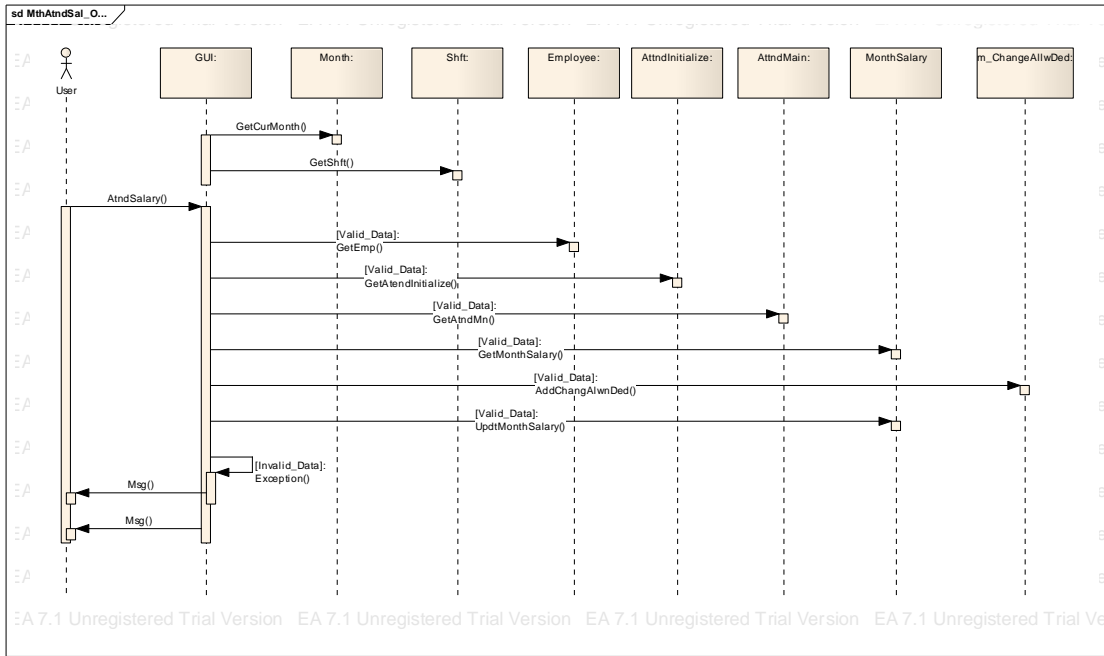 sd MthAtndSal_O...
User
GUI:
Month:
Shft:
Employee:
AttndInitialize:
AttndMain:
MonthSalary
m_ChangeAllwDed:
GetCurMonth()
GetShft()
AtndSalary()
[Valid_Data]:
GetEmp()
[Valid_Data]:
GetAtendInitialize()
[Valid_Data]:
GetAtndMn()
[Valid_Data]:
GetMonthSalary()
[Valid_Data]:
AddChangAlwnDed()
[Valid_Data]:
UpdtMonthSalary()
[Invalid_Data]:
Exception()
Msg()
Msg()
EA 7.1 Unregistered Trial Version EA 7.1 Unregistered Trial Version EA 7.1 Unregistered Trial Version EA 7.1 Unregistered Trial Ve